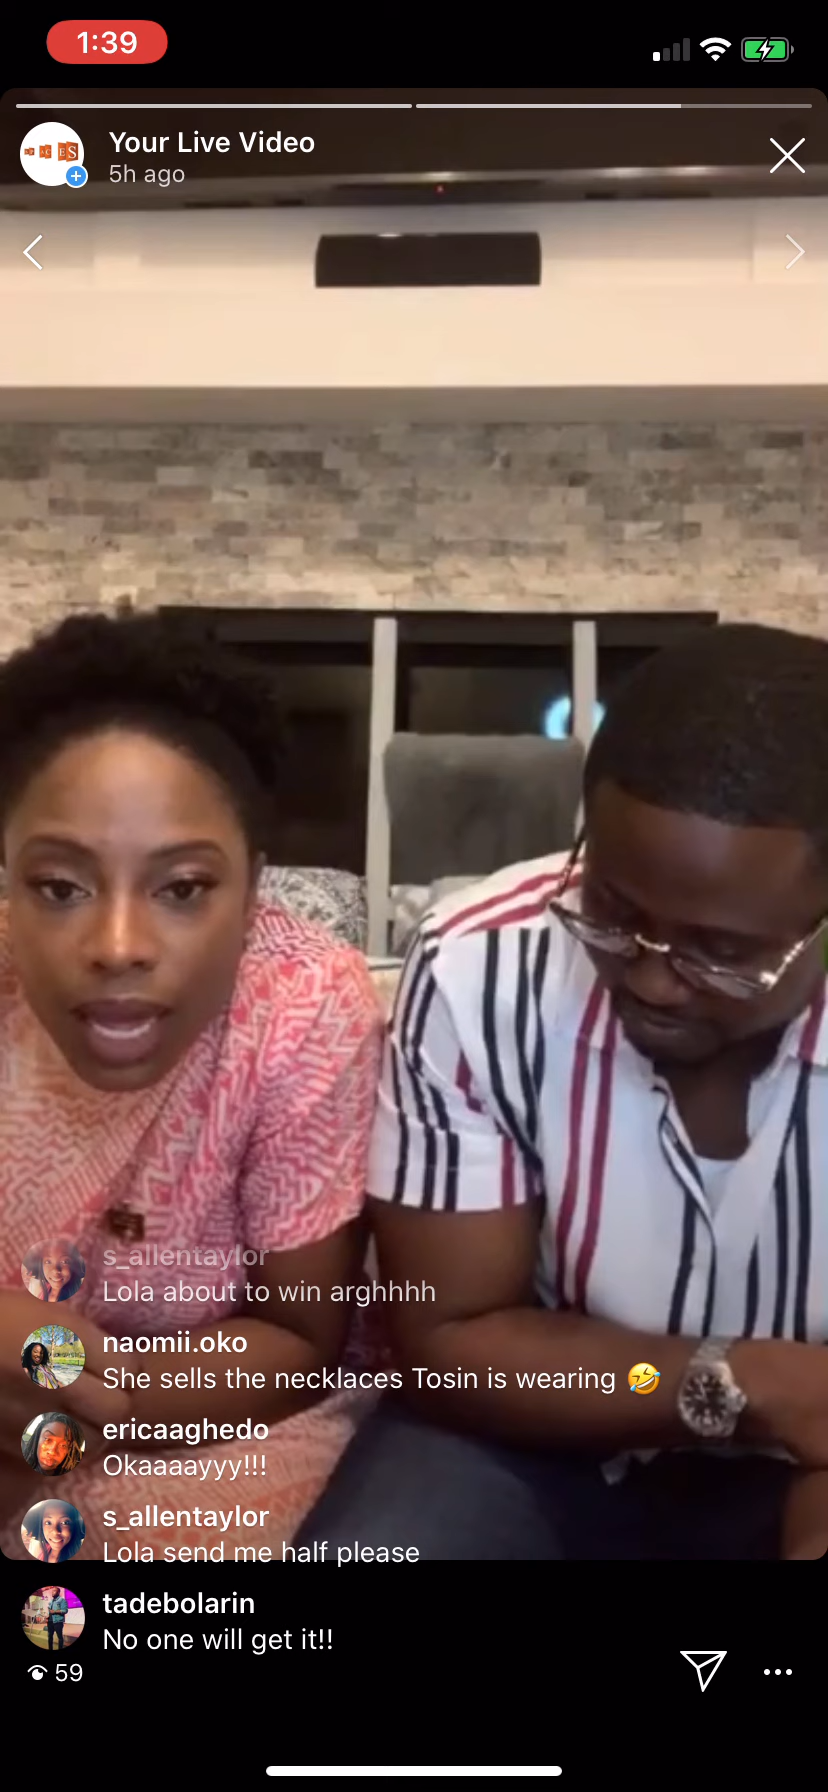 1:39
Your Live Video
5h ago
s_allentaylor
Lola about to win arghhhh
naomii.oko
She sells the necklaces Tosin is wearing 🤣
ericaaghedo
Okaaaayyy!!!
s_allentaylor
Lola send me half please
tadebolarin
No one will get it!!
59